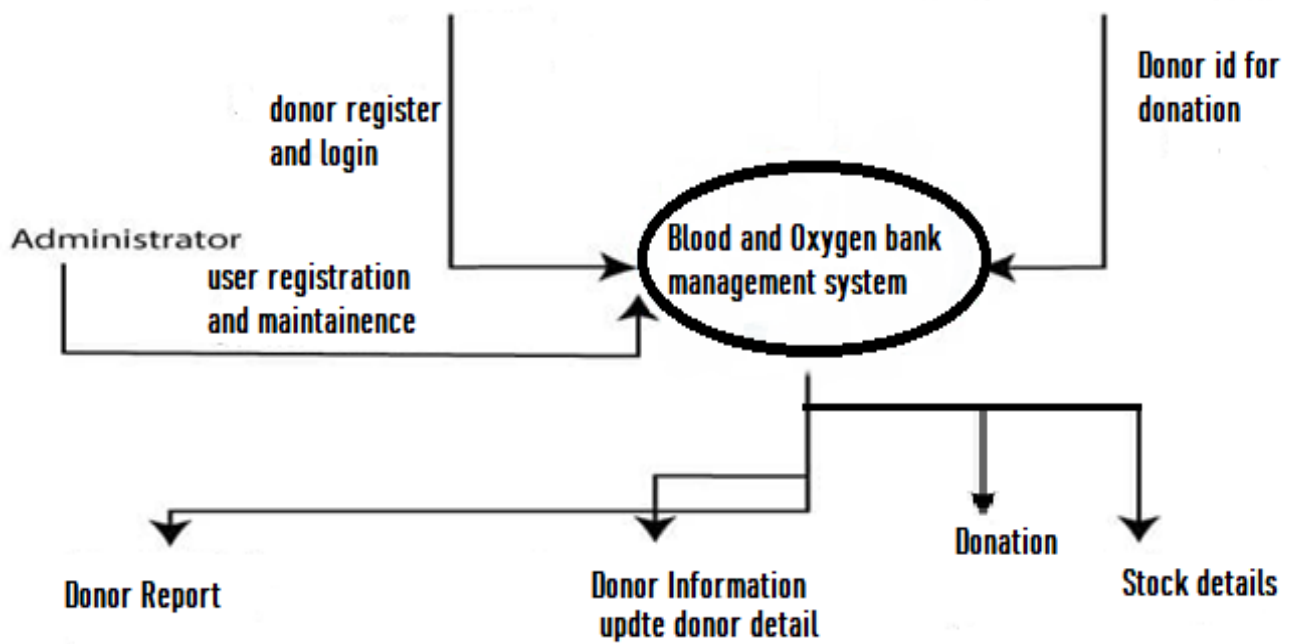 Donor id for
donation
donor register
and login
Administrator
Blood and Oxygen bank
management system
user registration
and maintainence
Donor Report
Donor Information
updte donor detail
Donation
Stock details